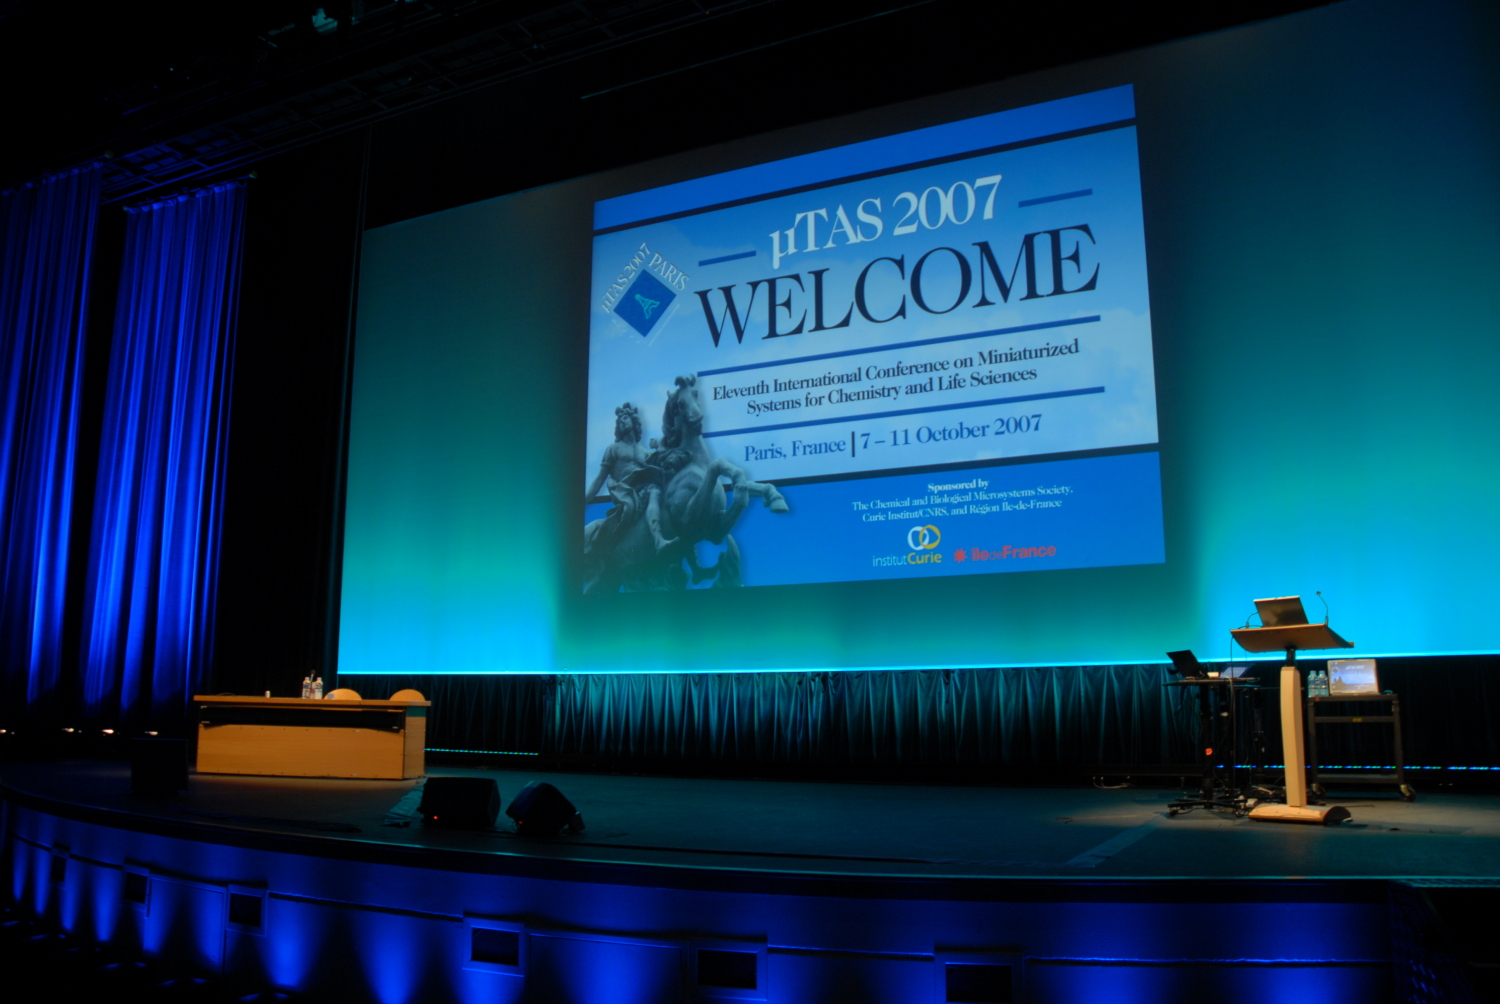 µTAS 2007
WELCOME
µTAS 2007 PARIS
Eleventh International Conference on Miniaturized
Systems for Chemistry and Life Sciences
Paris, France | 7 – 11 October 2007
Sponsored by
The Chemical and Biological Microsystems Society,
Curie Institut/CNRS, and Région Ile-de-France
institutCurie
îledeFrance